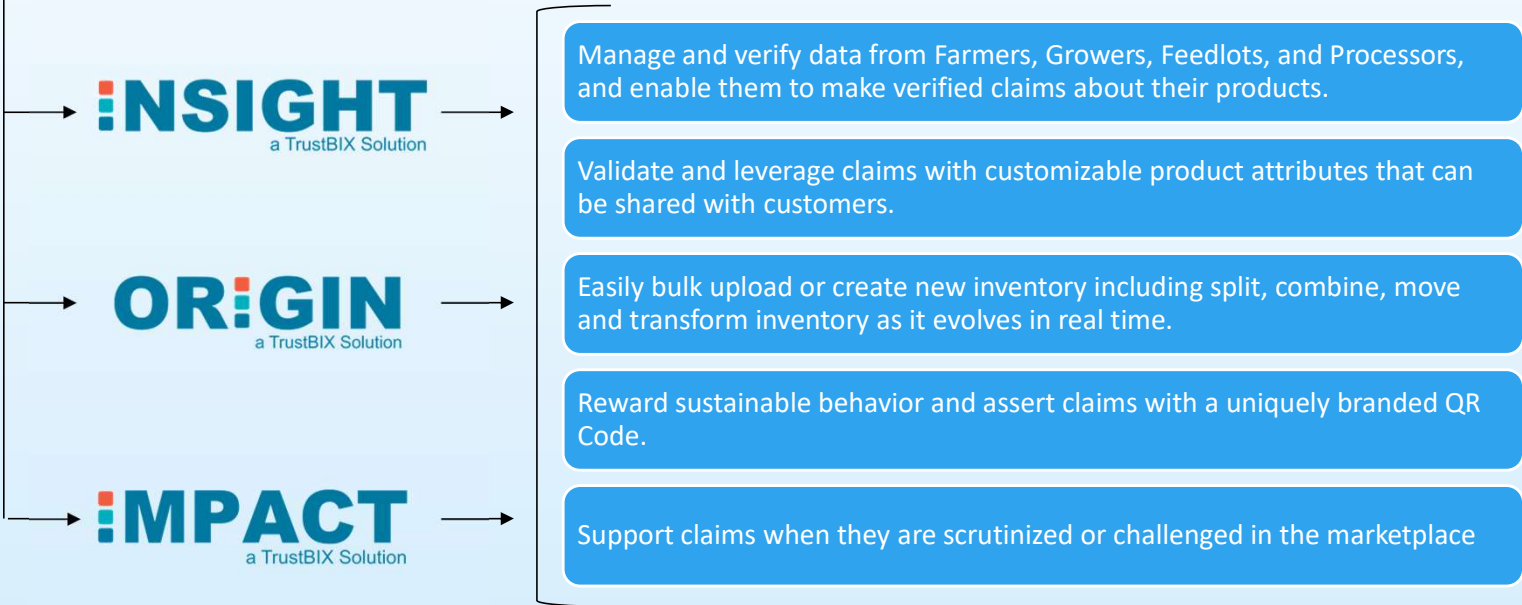 INSIGHT
a TrustBIX Solution
ORIGIN
a TrustBIX Solution
IMPACT
a TrustBIX Solution
Manage and verify data from Farmers, Growers, Feedlots, and Processors,
and enable them to make verified claims about their products.
Validate and leverage claims with customizable product attributes that can
be shared with customers.
Easily bulk upload or create new inventory including split, combine, move
and transform inventory as it evolves in real time.
Reward sustainable behavior and assert claims with a uniquely branded QR
Code.
Support claims when they are scrutinized or challenged in the marketplace